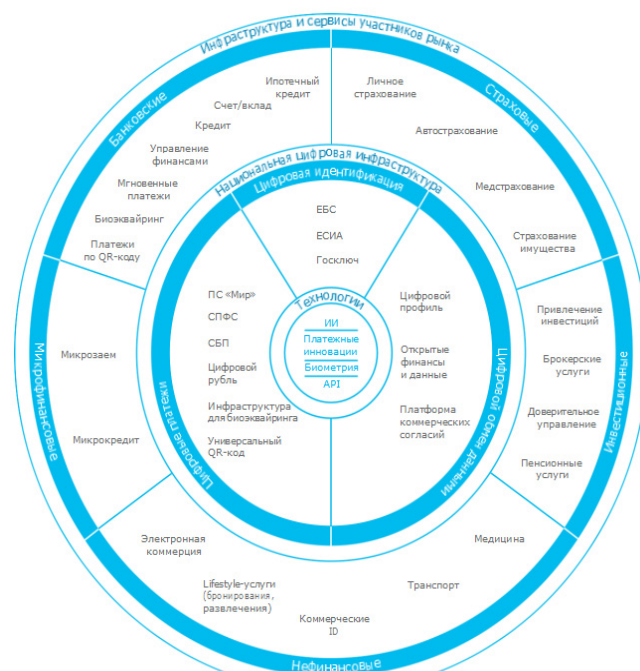 Инфраструктура и сервисы участников рынка
Банковские
Страховые
Ипотечный
кредит
Счет/вклад
Кредит
Управление
финансами
Мгновенные
платежи
Биоэквайринг
Платежи
по QR-коду
Личное
страхование
Автострахование
Медстрахование
Страхование
имущества
Национальная цифровая инфраструктура
Цифровая идентификация
ЕБС
ЕСИА
Госключ
Технологии
ИИ
Платежные
инновации
Биометрия
API
ПС «Мир»
СПФС
СБП
Цифровой
рубль
Инфраструктура
для биоэквайринга
Универсальный
QR-код
Цифровые платежи
Цифровой
профиль
Открытые
финансы
и данные
Платформа
коммерческих
согласий
Цифровой обмен данными
Микрофинансовые
Микрозаем
Микрокредит
Инвестиционные
Привлечение
инвестиций
Брокерские
услуги
Доверительное
управление
Пенсионные
услуги
Электронная
коммерция
Lifestyle-услуги
(бронирования,
развлечения)
Коммерческие
ID
Транспорт
Медицина
Нефинансовые